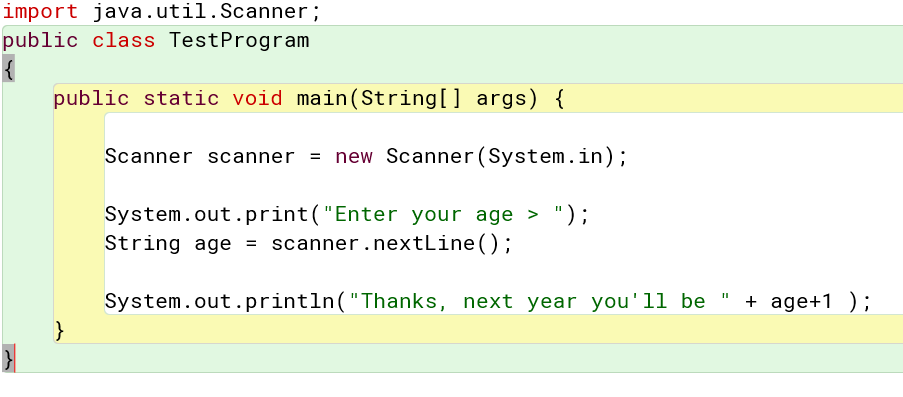 import java.util.Scanner;
public class TestProgram
{
public static void main(String[] args) {
Scanner scanner = new Scanner(System.in);
System.out.print("Enter your age > ");
String age = scanner.nextLine();
System.out.println("Thanks, next year you'll be " + age+1 );
}
}